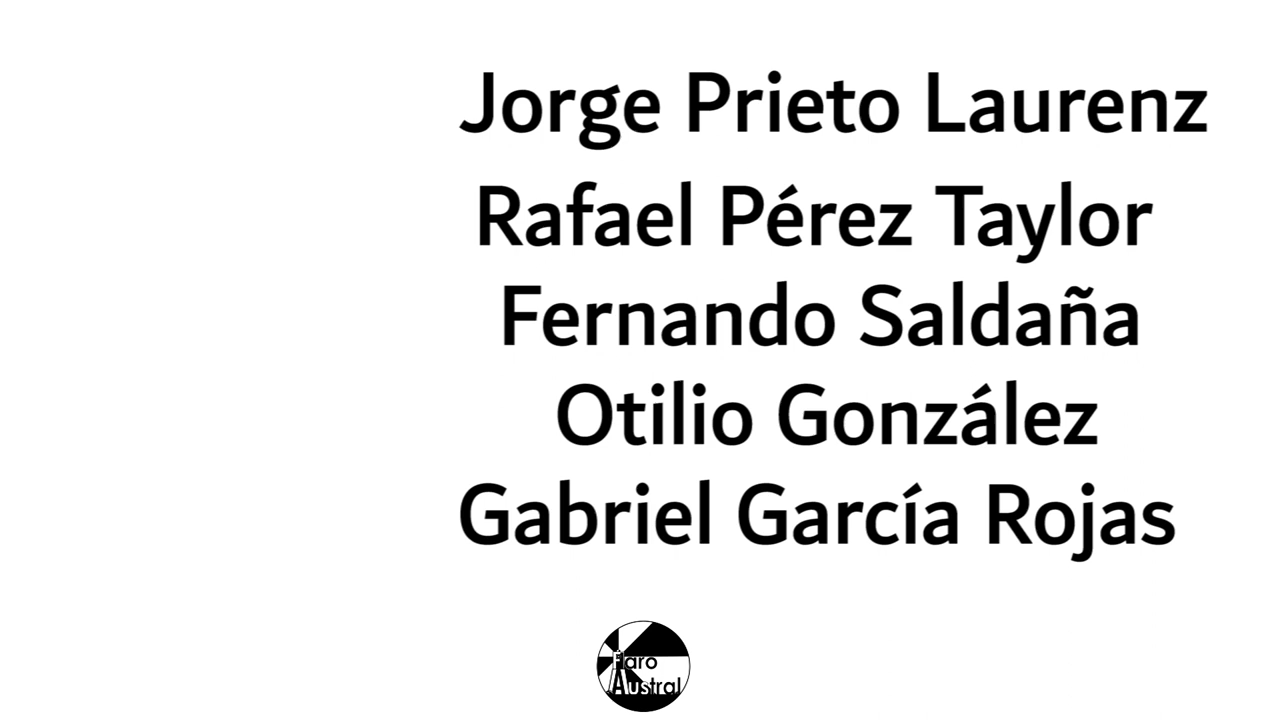 Jorge Prieto Laurenz
Rafael Pérez Taylor
Fernando Saldaña
Otilio González
Gabriel García Rojas
Faro
Austral